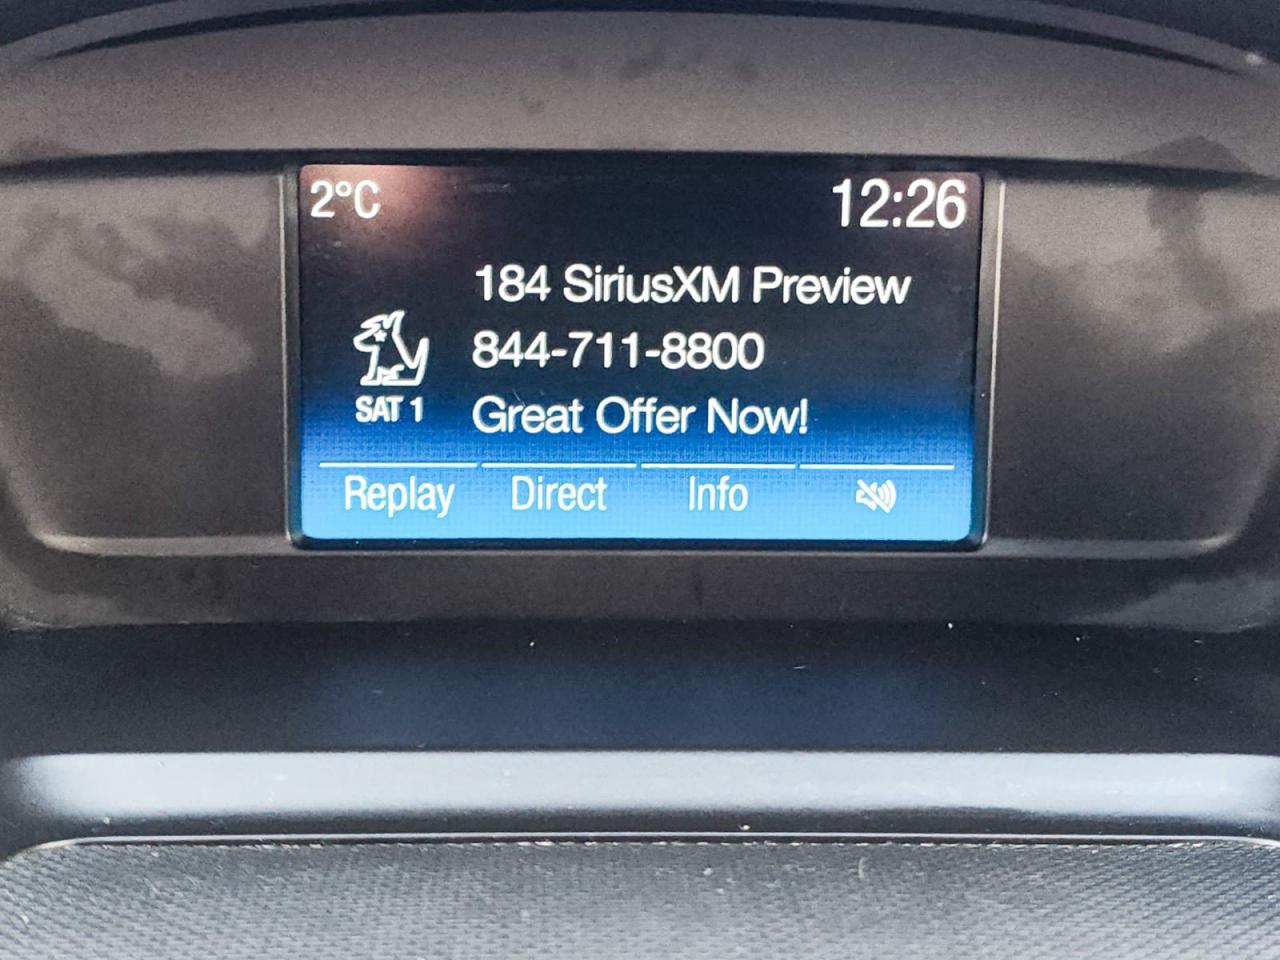 2°C 12:26
184 SiriusXM Preview
844-711-8800
SAT 1
Great Offer Now!
Replay Direct Info